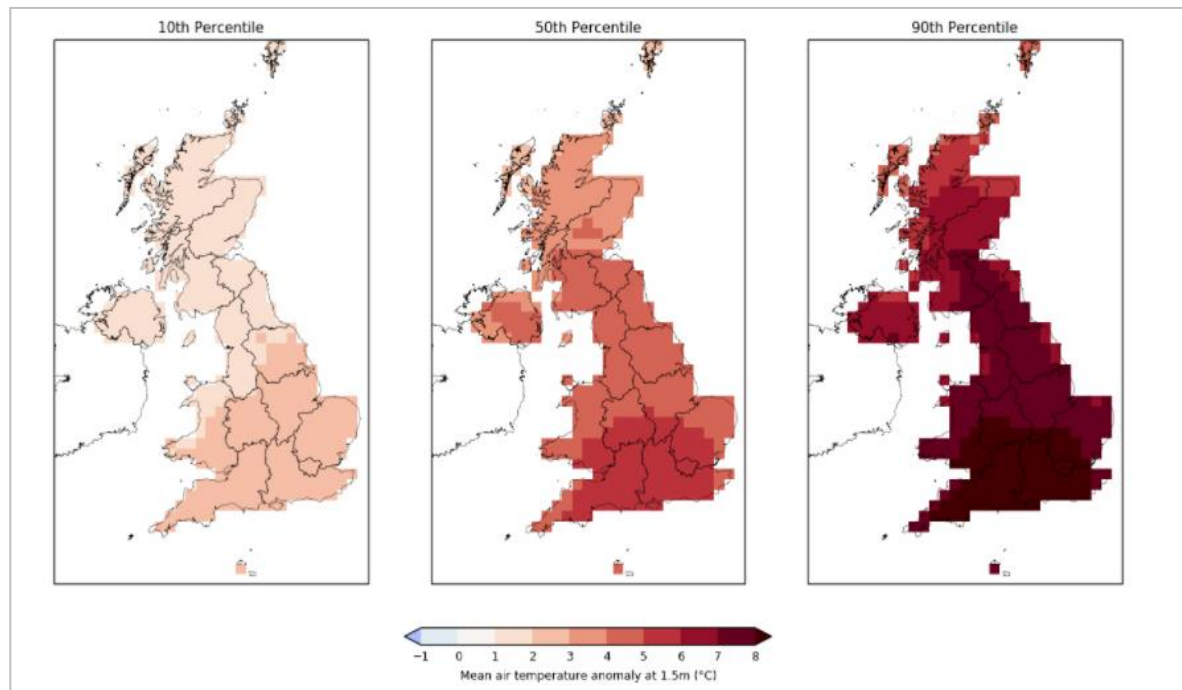 10th Percentile
50th Percentile
90th Percentile
−1 0 1 2 3 4 5 6 7 8
Mean air temperature anomaly at 1.5m (°C)